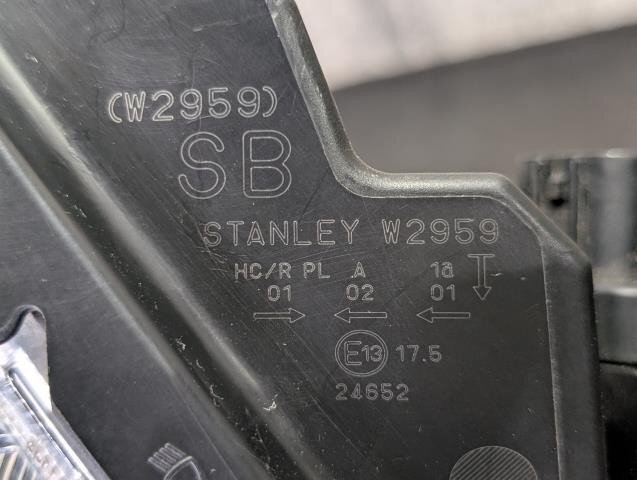 (W2959)
SB
STANLEY W2959
HC/R PL A 1a
01 02 01
E13 17.5
24652